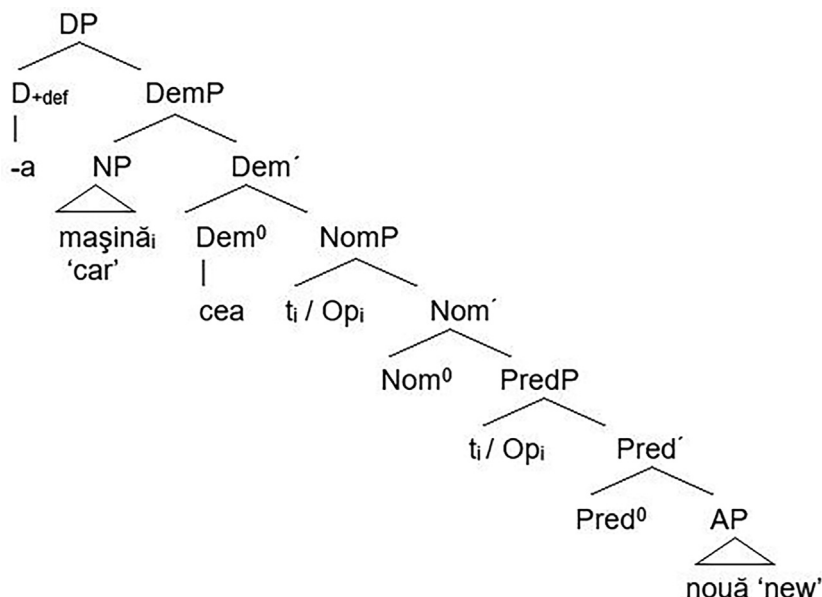 DP
D+def DemP
-a NP Dem´
maşinăi Dem⁰ NomP
‘car’
cea ti / Opi Nom´
Nom⁰ PredP
ti / Opi Pred´
Pred⁰ AP
nouă ‘new’